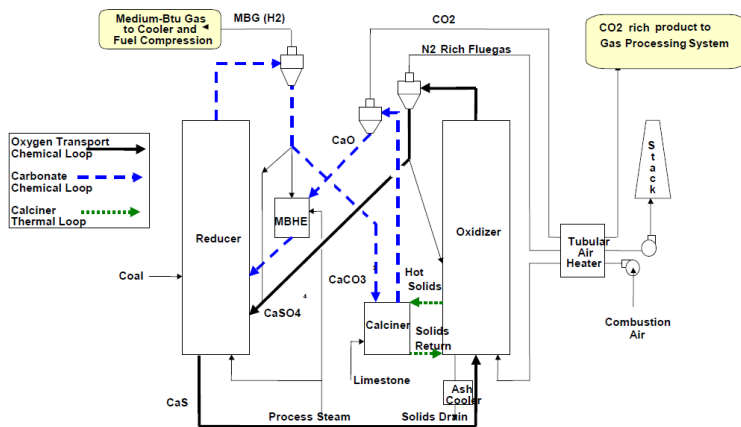 Medium-Btu Gas
to Cooler and
Fuel Compression
MBG (H2)
CO2
N2 Rich Fluegas
CO2 rich product to
Gas Processing System
Oxygen Transport
Chemical Loop
Carbonate
Chemical Loop
Calciner
Thermal Loop
CaO
Stack
MBHE
Reducer
Oxidizer
Tubular
Air
Heater
Coal
CaCO3
Hot
Solids
4
CaSO4
Calciner
Solids
Return
Combustion
Air
Limestone
Ash
Cooler
CaS
Process Steam
Solids Drain